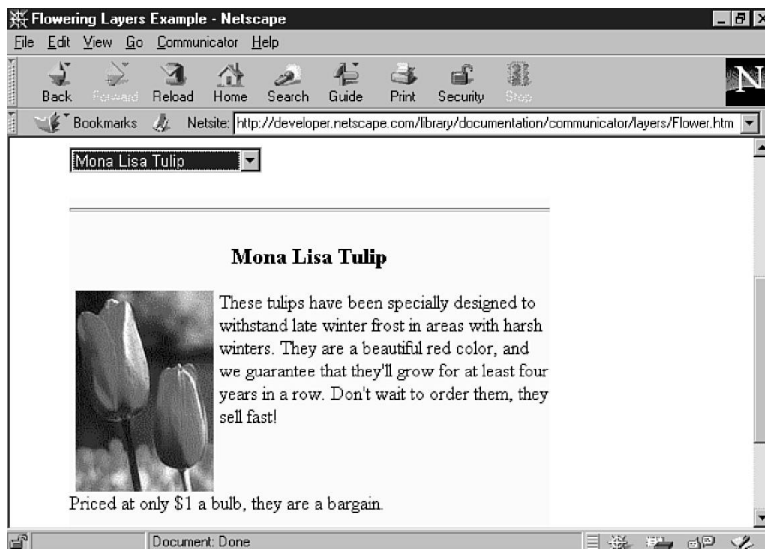 Flowering Layers Example - Netscape
File Edit View Go Communicator Help
Back Forward Reload Home Search Guide Print Security Stop
N
Bookmarks Netsite: http://developer.netscape.com/library/documentation/communicator/layers/Flower.htm
Mona Lisa Tulip
Mona Lisa Tulip
These tulips have been specially designed to
withstand late winter frost in areas with harsh
winters. They are a beautiful red color, and
we guarantee that they'll grow for at least four
years in a row. Don't wait to order them, they
sell fast!
Priced at only $1 a bulb, they are a bargain.
Document: Done